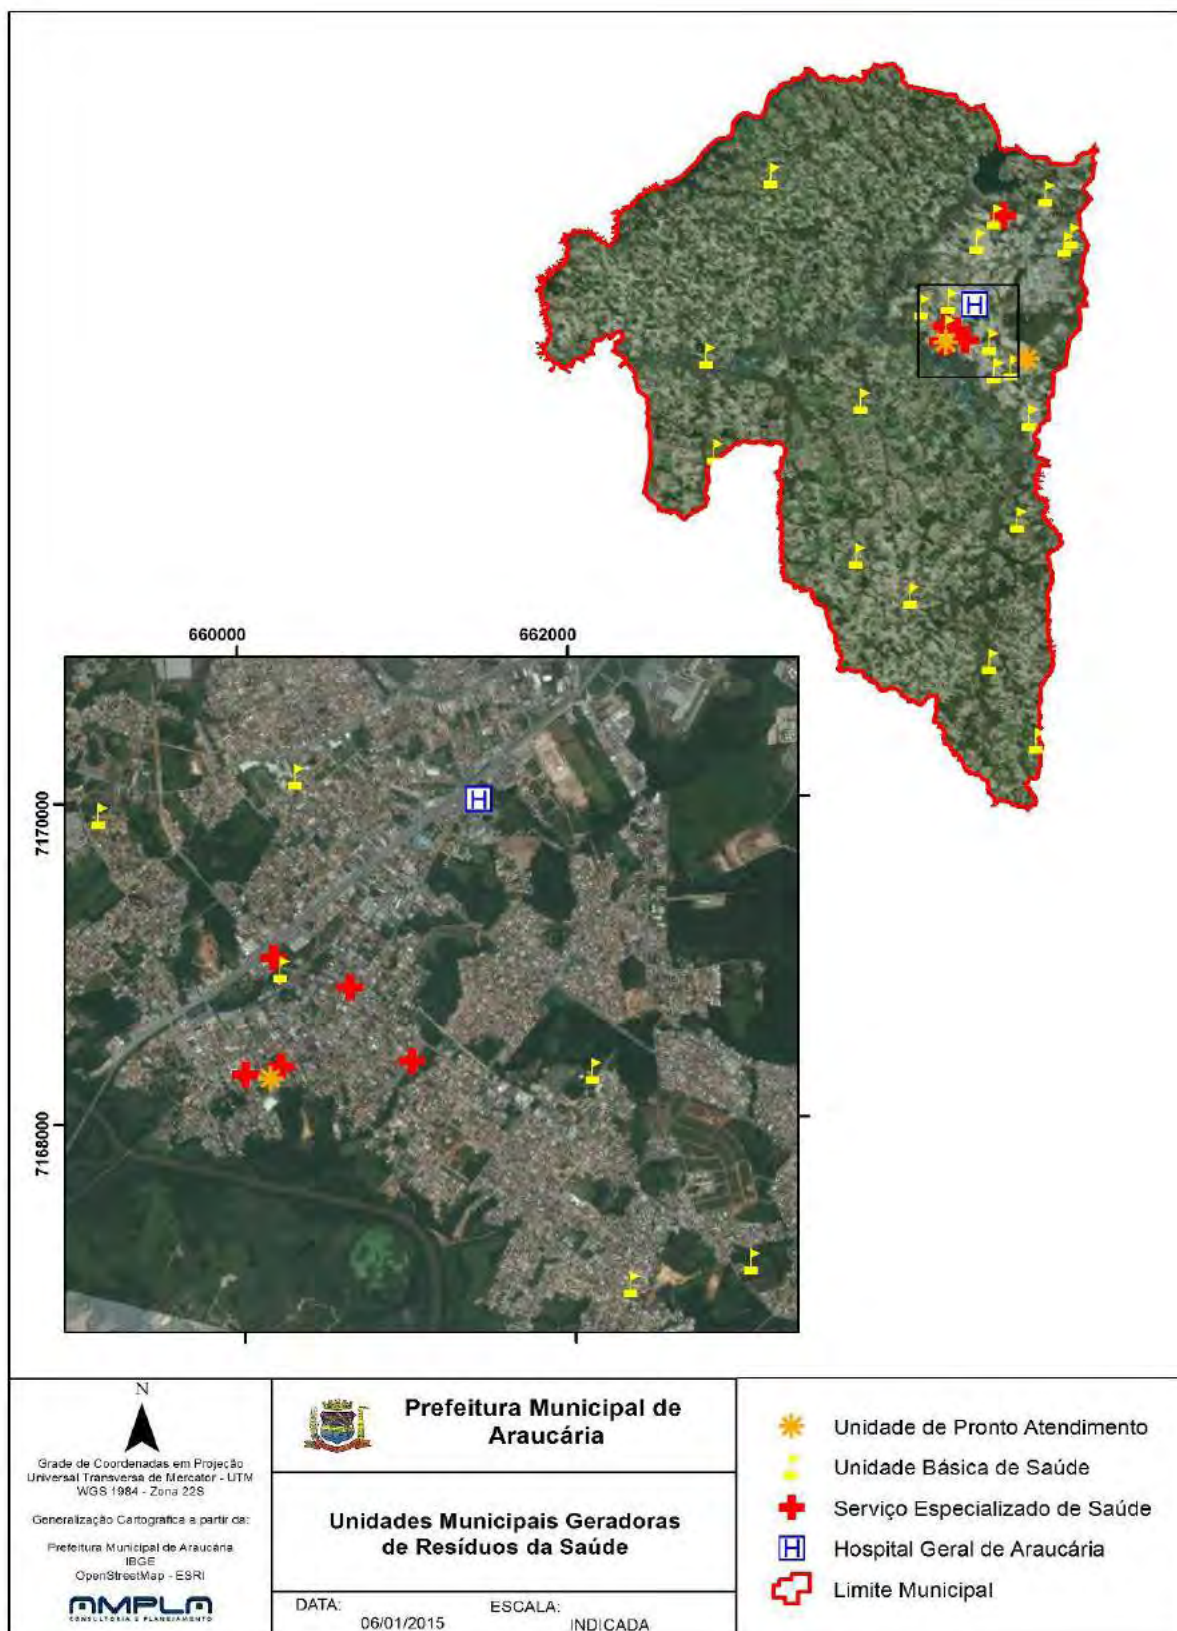 660000
662000
7170000
7168000
N
Grade de Coordenadas em Projeção
Universal Transversa de Mercator - UTM
WGS 1984 - Zona 22S
Generalização Cartografica a partir da:
Prefeitura Municipal de Araucária
IBGE
OpenStreetMap - ESRI
AMPLA
CONSULTORIA E PLANEJAMENTO
Prefeitura Municipal de
Araucária
Unidades Municipais Geradoras
de Resíduos da Saúde
DATA:
06/01/2015
ESCALA:
INDICADA
Unidade de Pronto Atendimento
Unidade Básica de Saúde
Serviço Especializado de Saúde
H
Hospital Geral de Araucária
Limite Municipal